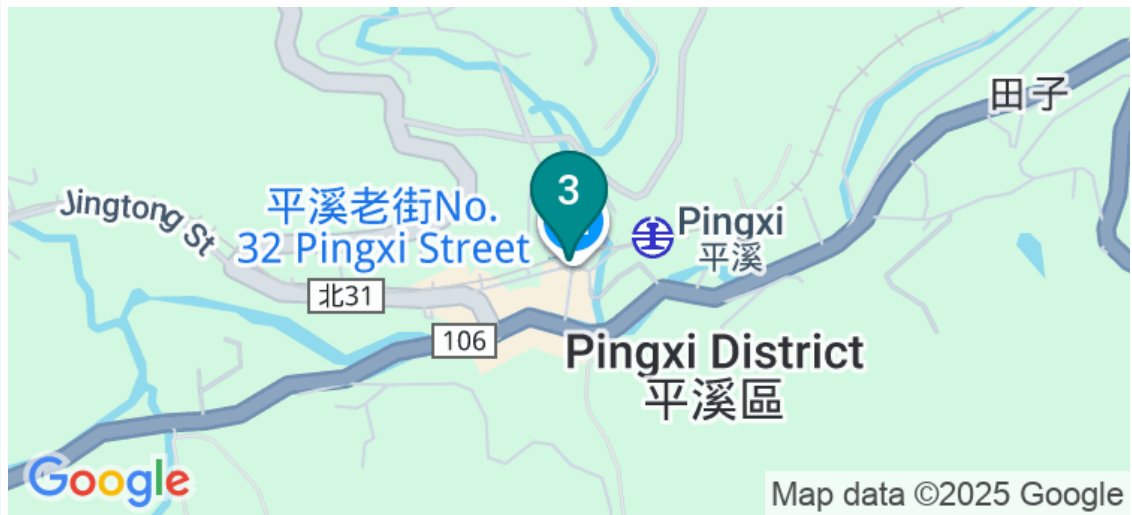 田子
3
Jingtong St
平溪老街No.
32 Pingxi Street
Pingxi
平溪
北31
106
Pingxi District
平溪區
Google
Map data ©2025 Google